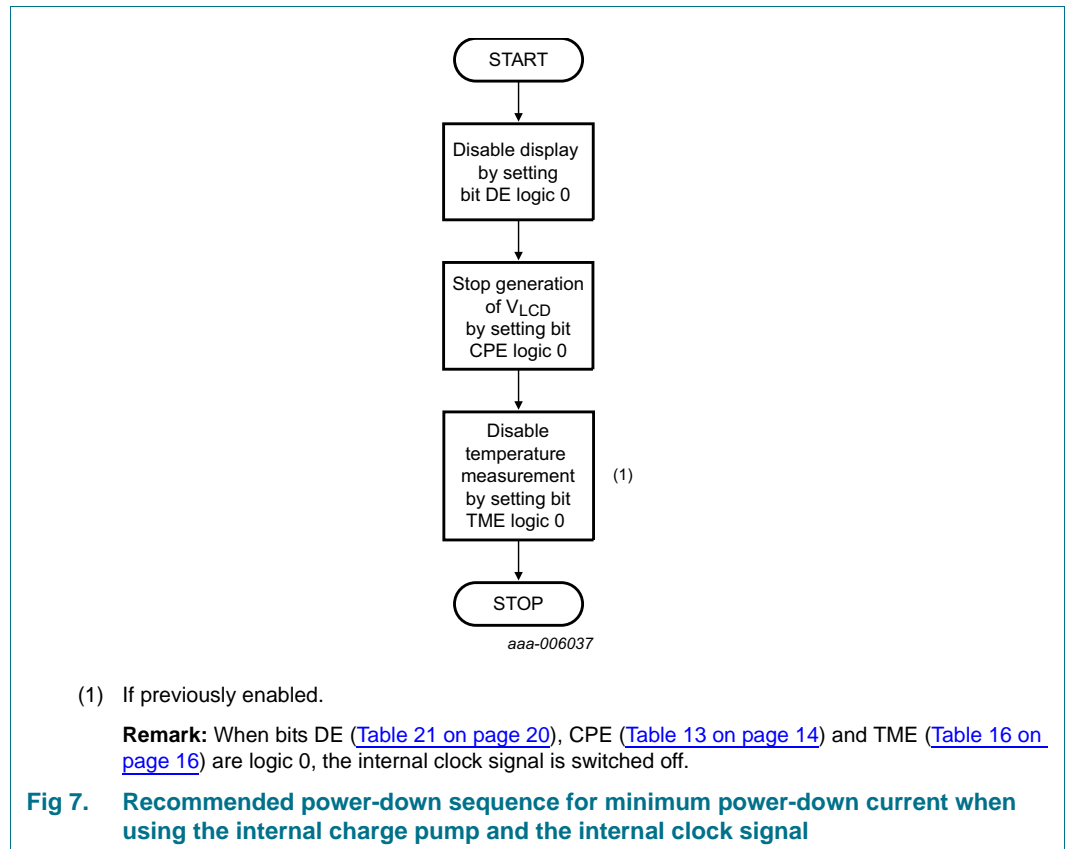 START
Disable display
by setting
bit DE logic 0
Stop generation
of VLCD
by setting bit
CPE logic 0
Disable
temperature
measurement
by setting bit
TME logic 0
(1)
STOP
aaa-006037
(1) If previously enabled.
Remark: When bits DE (Table 21 on page 20), CPE (Table 13 on page 14) and TME (Table 16 on
page 16) are logic 0, the internal clock signal is switched off.
Fig 7. Recommended power-down sequence for minimum power-down current when
using the internal charge pump and the internal clock signal